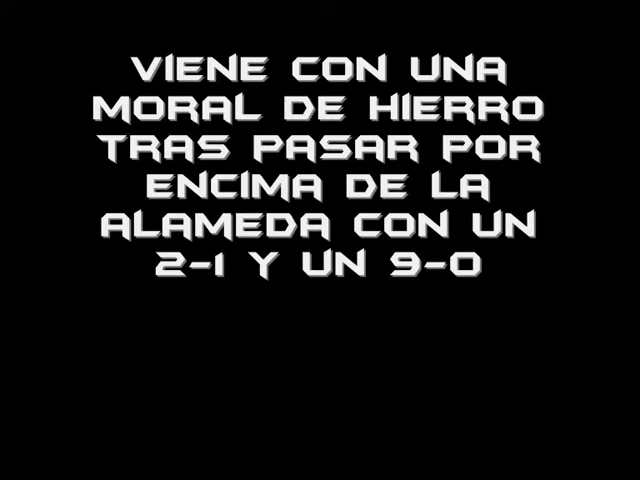 VIENE CON UNA
MORAL DE HIERRO
TRAS PASAR POR
ENCIMA DE LA
ALAMEDA CON UN
2-1 Y UN 9-0